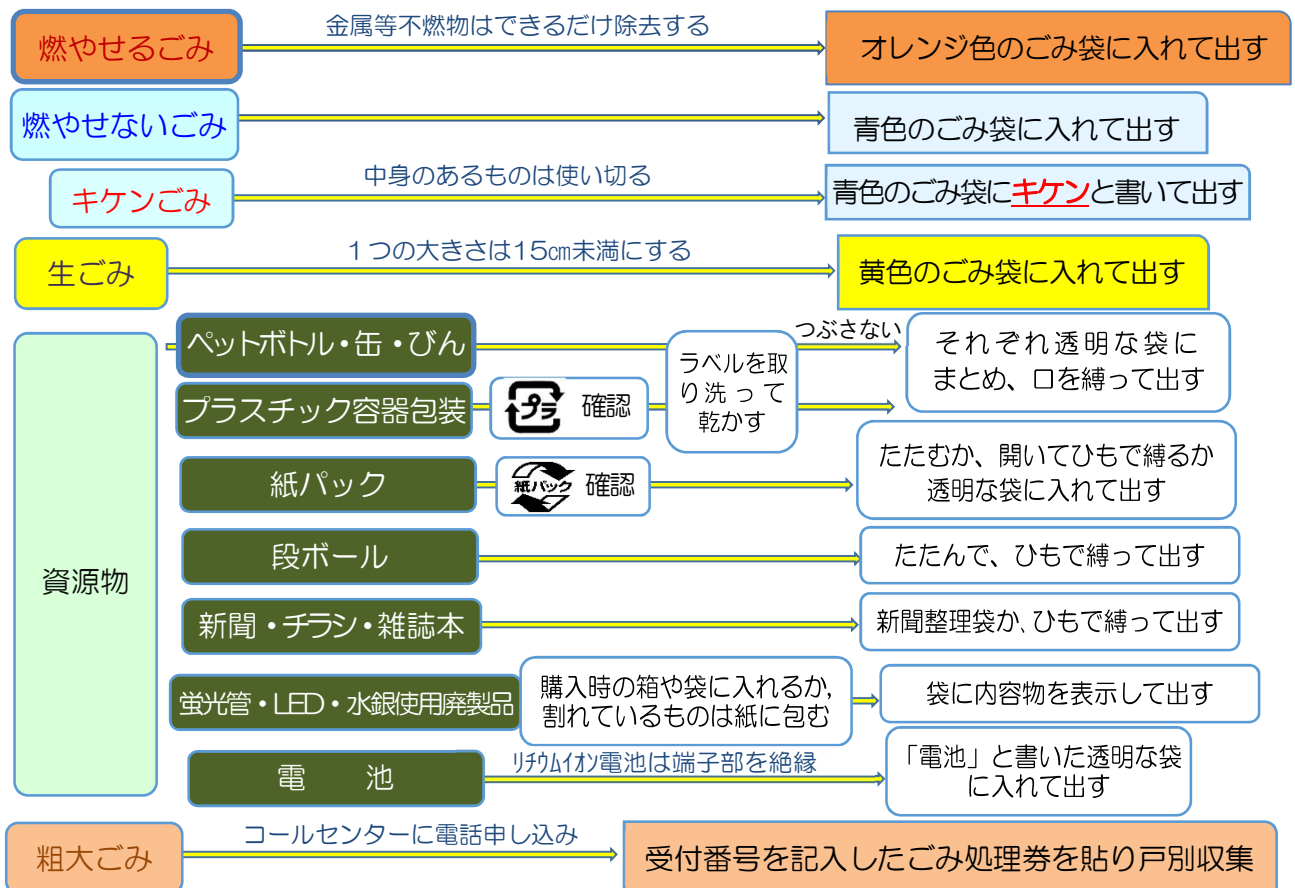 燃やせるごみ
金属等不燃物はできるだけ除去する
オレンジ色のごみ袋に入れて出す
燃やせないごみ
青色のごみ袋に入れて出す
キケンごみ
中身のあるものは使い切る
青色のごみ袋にキケンと書いて出す
生ごみ
1つの大きさは15㎝未満にする
黄色のごみ袋に入れて出す
資源物
ペットボトル・缶・びん
つぶさない
ラベルを取
り洗って
乾かす
それぞれ透明な袋に
まとめ、口を縛って出す
プラスチック容器包装
プラ
確認
紙パック
紙パック
確認
たたむか、開いてひもで縛るか
透明な袋に入れて出す
段ボール
たたんで、ひもで縛って出す
新聞・チラシ・雑誌本
新聞整理袋か、ひもで縛って出す
蛍光管・LED・水銀使用廃製品
購入時の箱や袋に入れるか,
割れているものは紙に包む
袋に内容物を表示して出す
電　池
ﾘﾁｳﾑｲｵﾝ電池は端子部を絶縁
「電池」と書いた透明な袋
に入れて出す
粗大ごみ
コールセンターに電話申し込み
受付番号を記入したごみ処理券を貼り戸別収集